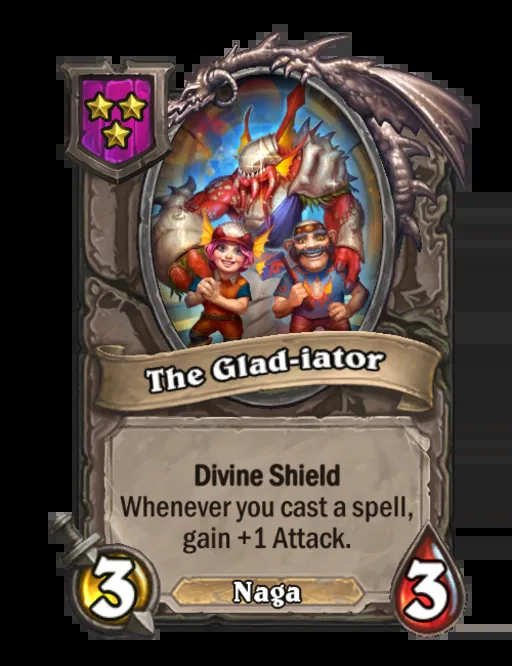 The Glad-iator
Divine Shield
Whenever you cast a spell,
gain +1 Attack.
3
Naga
3